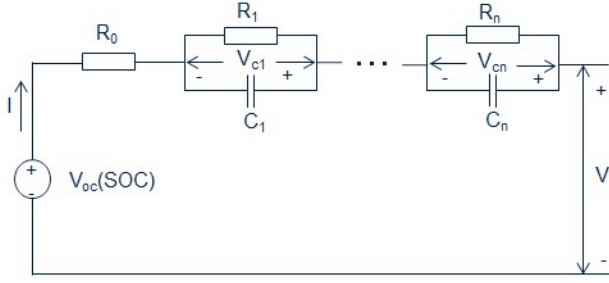 R0
R1
Rn
- Vc1 +
- Vcn +
C1
Cn
+
I
+
-
Voc(SOC)
V
-